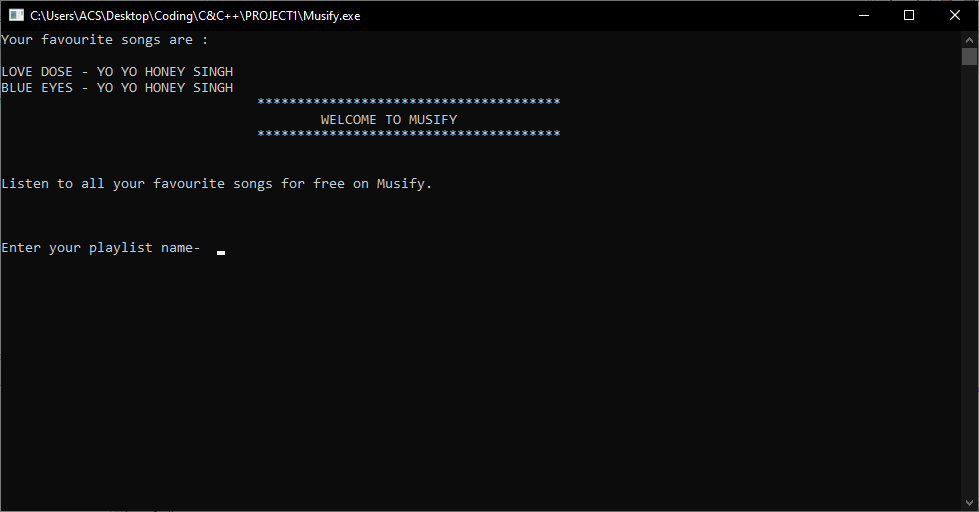 C:\Users\ACS\Desktop\Coding\C&C++\PROJECT1\Musify.exe
Your favourite songs are :
LOVE DOSE - YO YO HONEY SINGH
BLUE EYES - YO YO HONEY SINGH
**************************************
WELCOME TO MUSIFY
**************************************
Listen to all your favourite songs for free on Musify.
Enter your playlist name-